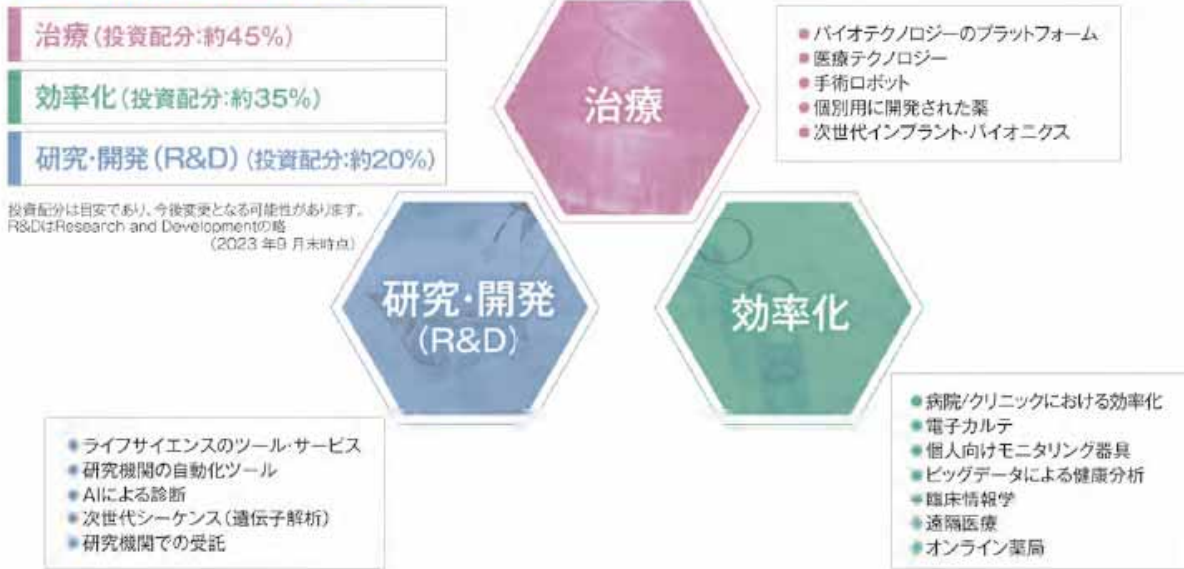 治療(投資配分:約45%)
効率化(投資配分:約35%)
研究・開発(R&D)(投資配分:約20%)
投資配分は目安であり、今後変更となる可能性があります。
R&DはResearch and Developmentの略
(2023年9月末時点)
治療
・バイオテクノロジーのプラットフォーム
・医療テクノロジー
・手術ロボット
・個別用に開発された薬
・次世代インプラント・バイオニクス
研究・開発
(R&D)
効率化
・ライフサイエンスのツール・サービス
・研究機関の自動化ツール
・AIによる診断
・次世代シーケンス(遺伝子解析)
・研究機関での受託
・病院/クリニックにおける効率化
・電子カルテ
・個人向けモニタリング器具
・ビッグデータによる健康分析
・臨床情報学
・遠隔医療
・オンライン薬局